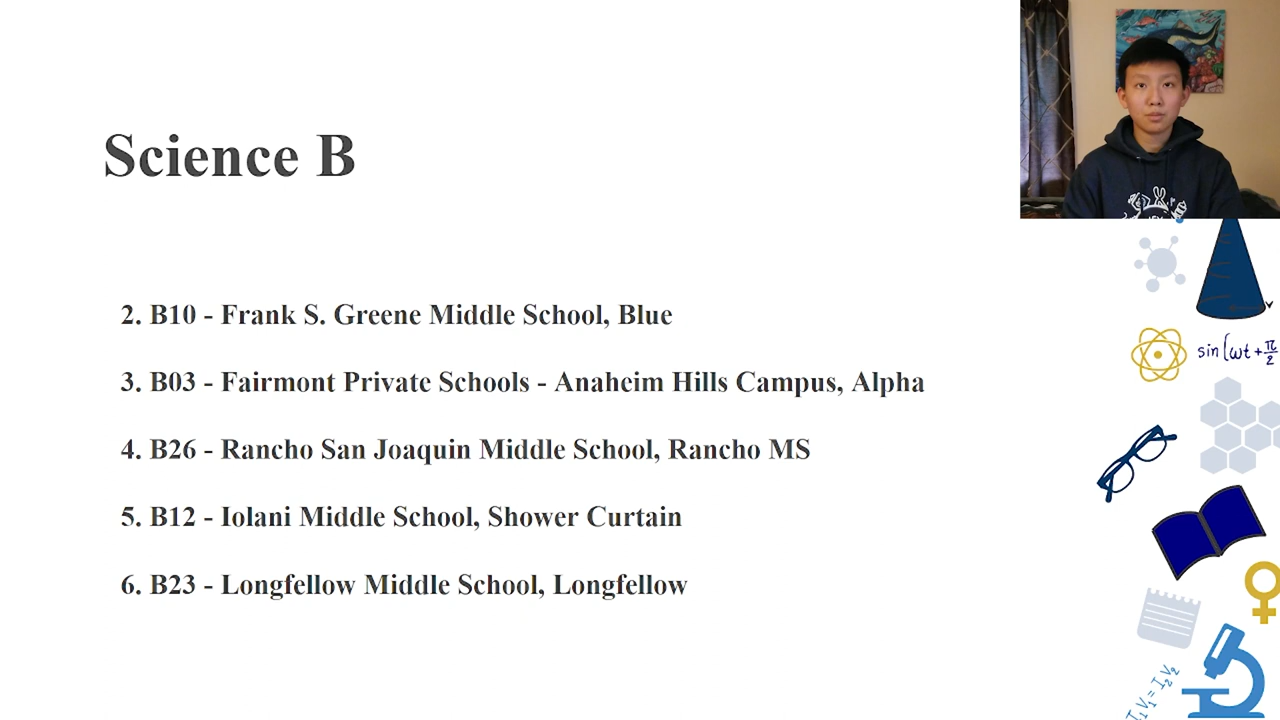 Science B
2. B10 - Frank S. Greene Middle School, Blue
3. B03 - Fairmont Private Schools - Anaheim Hills Campus, Alpha
4. B26 - Rancho San Joaquin Middle School, Rancho MS
5. B12 - Iolani Middle School, Shower Curtain
6. B23 - Longfellow Middle School, Longfellow
sin(ωt+π/2
I₁V₁=I₂V₂